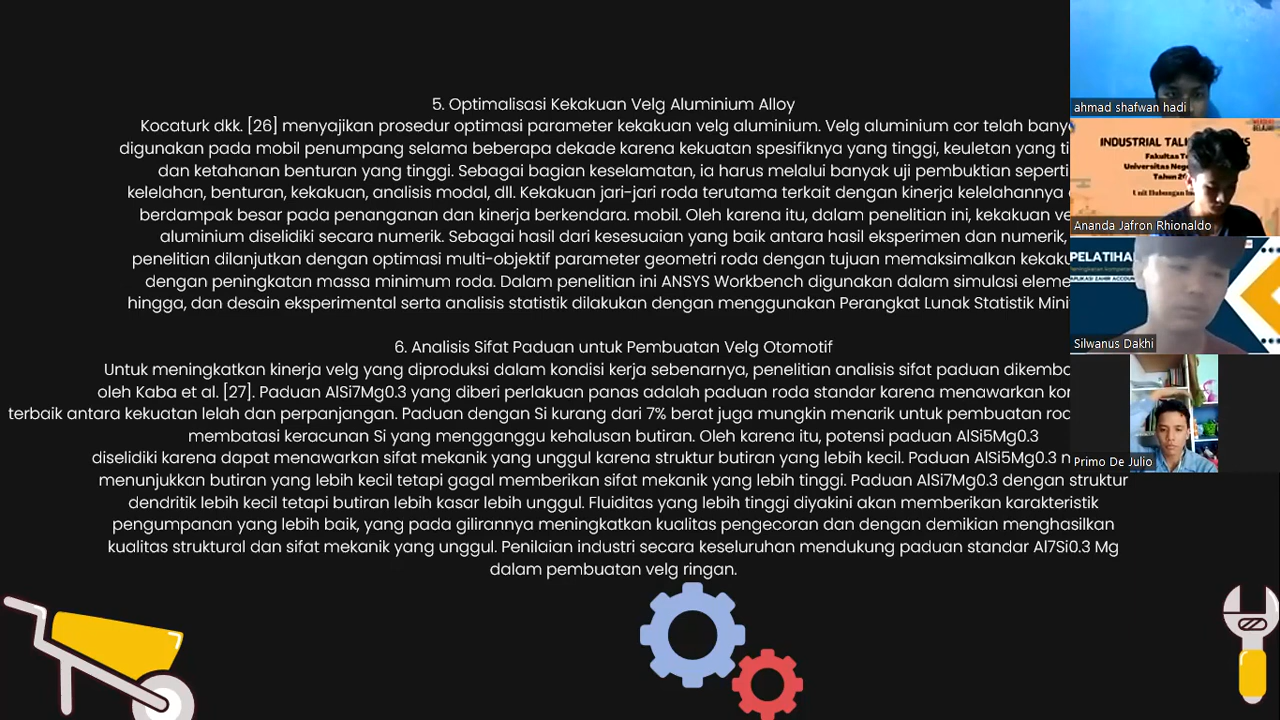 5. Optimalisasi Kekakuan Velg Aluminium Alloy
Kocaturk dkk. [26] menyajikan prosedur optimasi parameter kekakuan velg aluminium. Velg aluminium cor telah
digunakan pada mobil penumpang selama beberapa dekade karena kekuatan spesifiknya yang tinggi, keuletan yang
dan ketahanan benturan yang tinggi. Sebagai bagian keselamatan, ia harus melalui banyak uji pembuktian seperti
kelelahan, benturan, kekakuan, analisis modal. dll. Kekakuan jari-jari roda terutama terkait dengan kinerja kelelahannya
berdampak besar pada penanganan dan kinerja berkendara. mobil. Oleh karena itu, dalam penelitian ini, kekakuan
aluminium diselidiki secara numerik. Sebagai hasil dari kesesuaian yang baik antara hasil eksperimen dan numerik,
penelitian dilanjutkan dengan optimasi multi-objektif parameter geometri roda dengan tujuan memaksimalkan
dengan peningkatan massa minimum roda. Dalam penelitian ini ANSYS Workbench digunakan dalam simulasi
hingga, dan desain eksperimental serta analisis statistik dilakukan dengan menggunakan Perangkat Lunak Statistik
6. Analisis Sifat Paduan untuk Pembuatan Velg Otomotif
Untuk meningkatkan kinerja velg yang diproduksi dalam kondisi kerja sebenarnya, penelitian analisis sifat paduan
oleh Kaba et al. [27]. Paduan AlSi7Mg0.3 yang diberi perlakuan panas adalah paduan roda standar karena menawarkan
terbaik antara kekuatan lelah dan perpanjangan. Paduan dengan Si kurang dari 7% berat juga mungkin menarik untuk pembuatan
membatasi keracunan Si yang mengganggu kehalusan butiran. Oleh karena itu, potensi paduan AlSi5Mg0.3
diselidiki karena dapat menawarkan sifat mekanik yang unggul karena struktur butiran yang lebih kecil. Paduan AlSi5Mg0.3
menunjukkan butiran yang lebih kecil tetapi gagal memberikan sifat mekanik yang lebih tinggi. Paduan AlSi7Mg0.3 dengan struktur
dendritik lebih kecil tetapi butiran lebih kasar lebih unggul. Fluiditas yang lebih tinggi diyakini akan memberikan karakteristik
pengumpanan yang lebih baik, yang pada gilirannya meningkatkan kualitas pengecoran dan dengan demikian menghasilkan
kualitas struktural dan sifat mekanik yang unggul. Penilaian industri secara keseluruhan mendukung paduan standar Al7Si0.3 Mg
dalam pembuatan velg ringan.
ahmad shafwan hadi
INDUSTRIAL
Fakultas
Universitas
Tahun
Unit Hubungan
Ananda Jafron Rhionaldo
Silwanus Dakhi
Primo De Julio